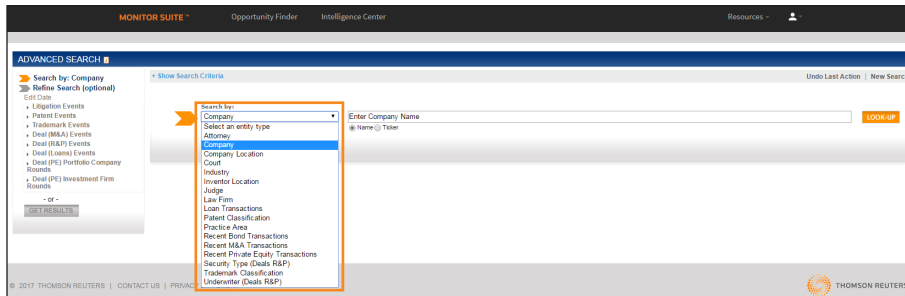 MONITOR SUITE™ Opportunity Finder Intelligence Center Resources
ADVANCED SEARCH
Search by: Company
Refine Search (optional)
Edit Date
Litigation Events
Patent Events
Trademark Events
Deal (M&A) Events
Deal (R&P) Events
Deal (Loans) Events
Deal (PE) Portfolio Company
Rounds
Deal (PE) Investment Firm
Rounds
- or -
GET RESULTS
+ Show Search Criteria
Undo Last Action | New Searc
Search by:
Company
Enter Company Name
LOOK-UP
Name Ticker
Select an entity type
Attorney
Company
Company Location
Court
Industry
Inventor Location
Judge
Law Firm
Loan Transactions
Patent Classification
Practice Area
Recent Bond Transactions
Recent M&A Transactions
Recent Private Equity Transactions
Security Type (Deals R&P)
Trademark Classification
Underwriter (Deals R&P)
© 2017 THOMSON REUTERS | CONTACT US | PRIVAC
THOMSON REUTERS